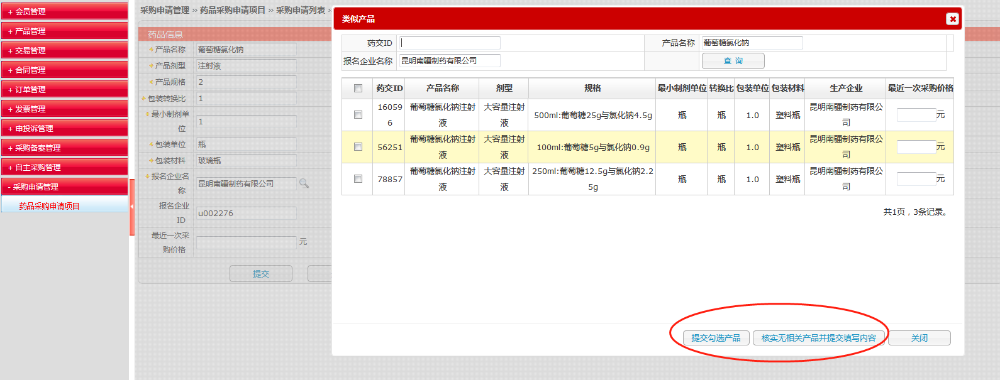 + 会员管理
+ 产品管理
+ 交易管理
+ 合同管理
+ 订单管理
+ 发票管理
+ 申投诉管理
+ 采购备案管理
+ 自主采购管理
- 采购申请管理
药品采购申请项目
采购申请管理 » 药品采购申请项目 » 采购申请列表 »
药品信息
产品名称 葡萄糖氯化钠
产品剂型 注射液
产品规格 2
包装转换比 1
最小制剂单
位
1
包装单位 瓶
包装材料 玻璃瓶
报名企业名
称
昆明南疆制药有限公司
报名企业
ID
u002276
最近一次采
购价格
元
提交
类似产品
药交ID
产品名称 葡萄糖氯化钠
报名企业名称 昆明南疆制药有限公司
查 询
药交ID 产品名称 剂型 规格 最小制剂单位 转换比 包装单位 包装材料 生产企业 最近一次采购价格
16059
6
葡萄糖氯化钠注射
液
大容量注射
液
500ml:葡萄糖25g与氯化钠4.5g
瓶 瓶 1.0 塑料瓶
昆明南疆制药有限公
司
元
56251
葡萄糖氯化钠注射
液
大容量注射
液
100ml:葡萄糖5g与氯化钠0.9g
瓶 瓶 1.0 塑料瓶
昆明南疆制药有限公
司
元
78857
葡萄糖氯化钠注射
液
大容量注射
液
250ml:葡萄糖12.5g与氯化钠2.2
5g
瓶 瓶 1.0 塑料瓶
昆明南疆制药有限公
司
元
共1页，3条记录。
提交勾选产品 核实无相关产品并提交填写内容 关闭